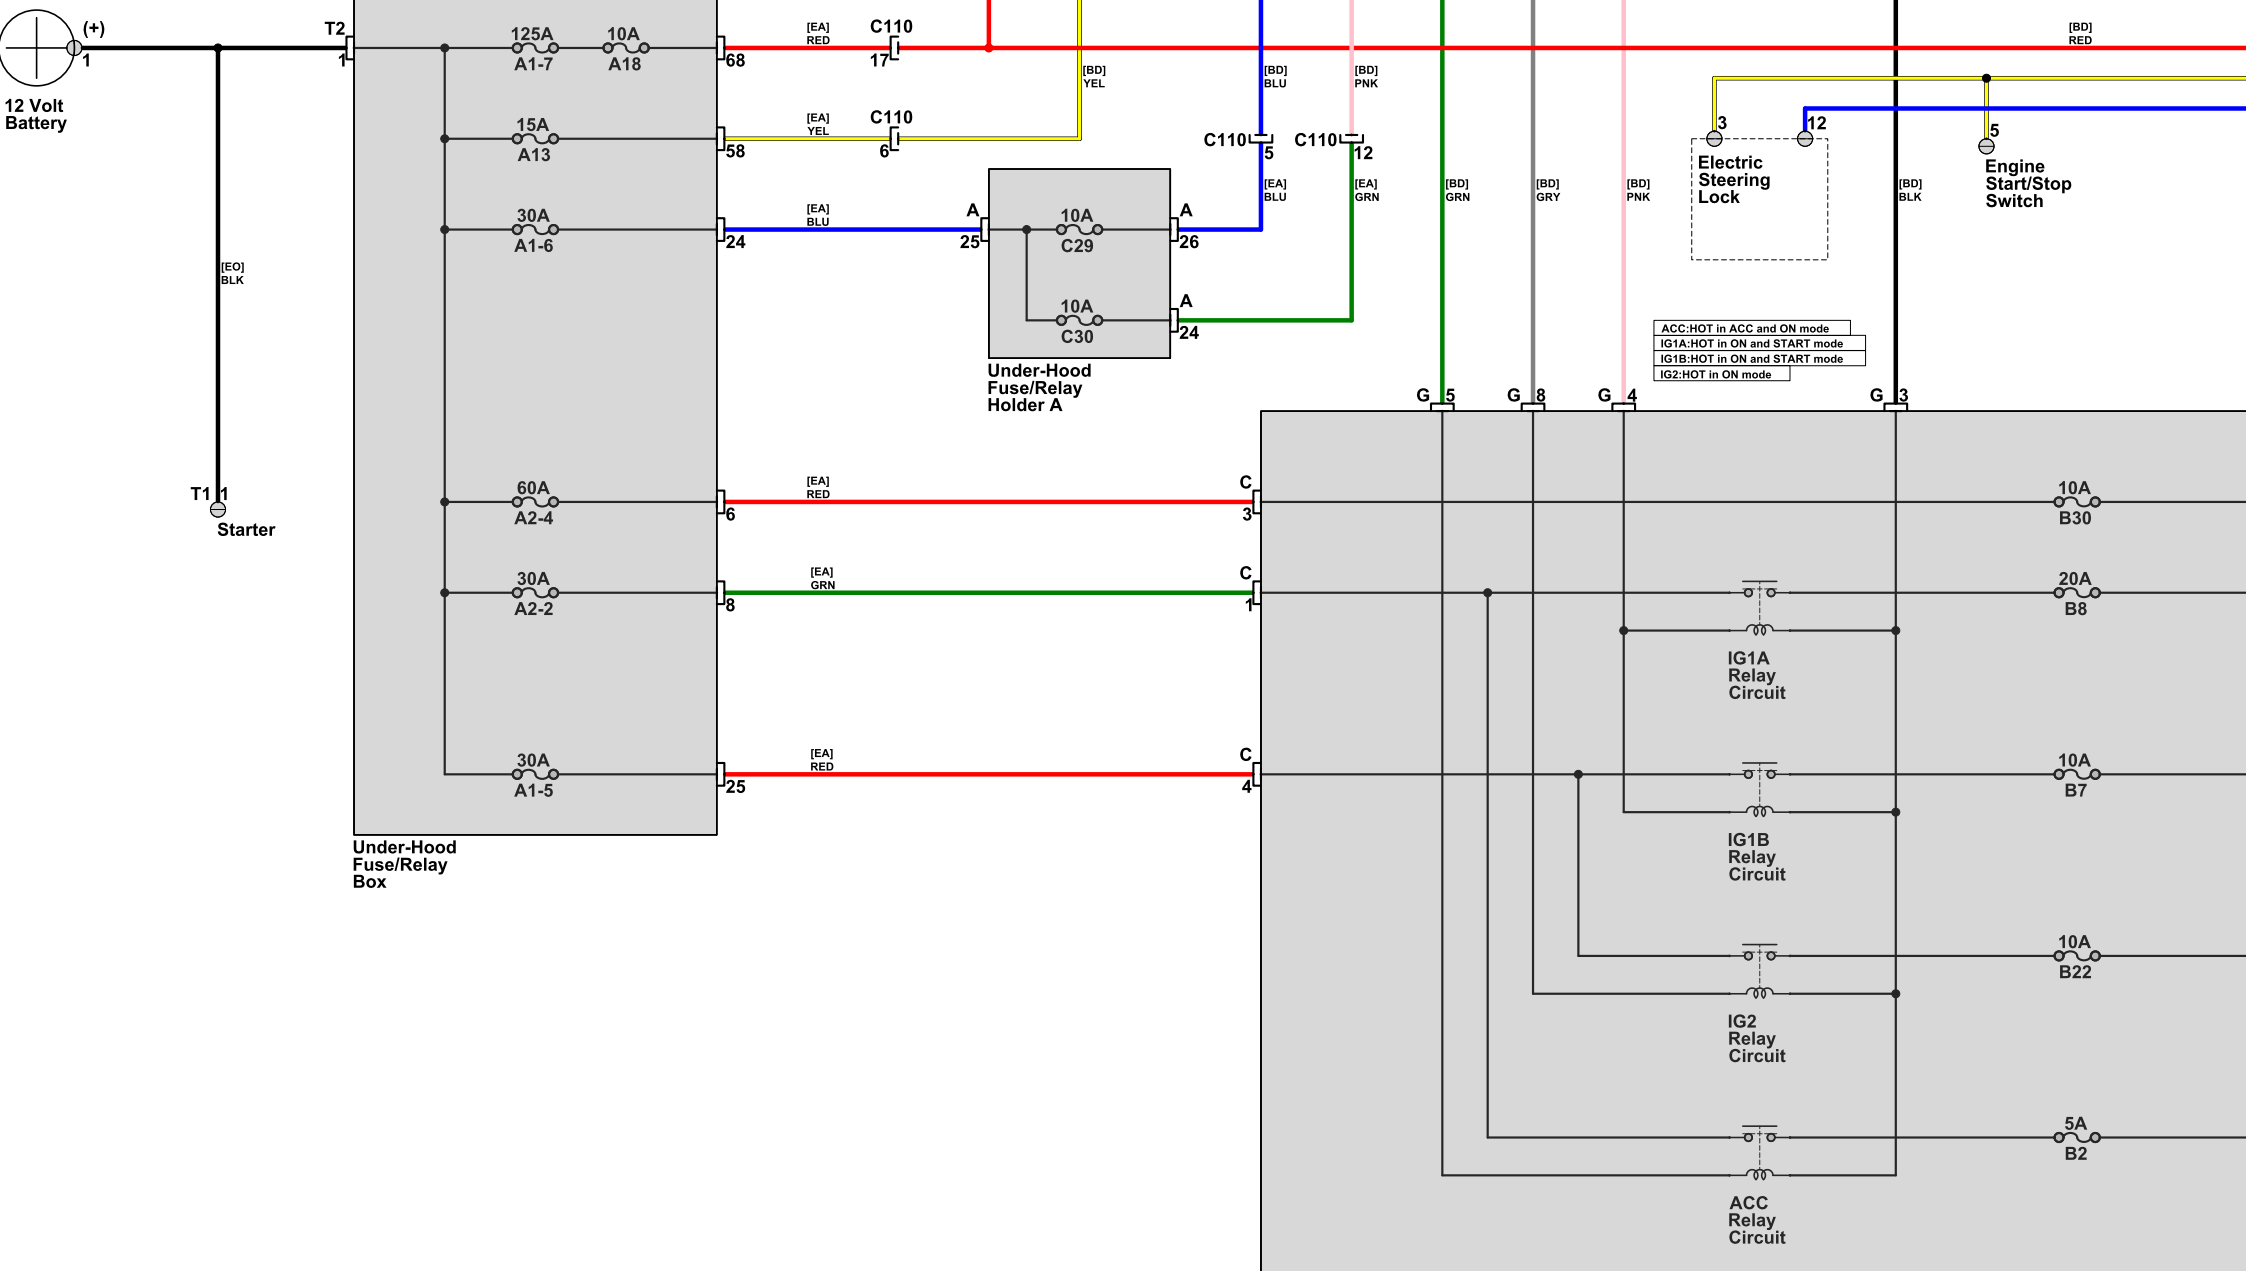 (+)
1
12 Volt
Battery
T2
1
125A
A1-7
10A
A18
68
[EA]
RED
C110
17
[BD]
RED
15A
A13
58
[EA]
YEL
C110
6
[BD]
YEL
[BD]
BLU
[BD]
PNK
C110
5
C110
12
3
12
5
Electric
Steering
Lock
Engine
Start/Stop
Switch
30A
A1-6
24
[EA]
BLU
A
25
10A
C29
A
26
[EA]
BLU
[EA]
GRN
[BD]
GRN
[BD]
GRY
[BD]
PNK
[BD]
BLK
[EO]
BLK
10A
C30
A
24
Under-Hood
Fuse/Relay
Holder A
ACC:HOT in ACC and ON mode
IG1A:HOT in ON and START mode
IG1B:HOT in ON and START mode
IG2:HOT in ON mode
G 5
G 8
G 4
G 3
T1 1
Starter
60A
A2-4
6
[EA]
RED
C
3
10A
B30
30A
A2-2
8
[EA]
GRN
C
1
20A
B8
IG1A
Relay
Circuit
30A
A1-5
25
[EA]
RED
C
4
10A
B7
IG1B
Relay
Circuit
Under-Hood
Fuse/Relay
Box
10A
B22
IG2
Relay
Circuit
5A
B2
ACC
Relay
Circuit